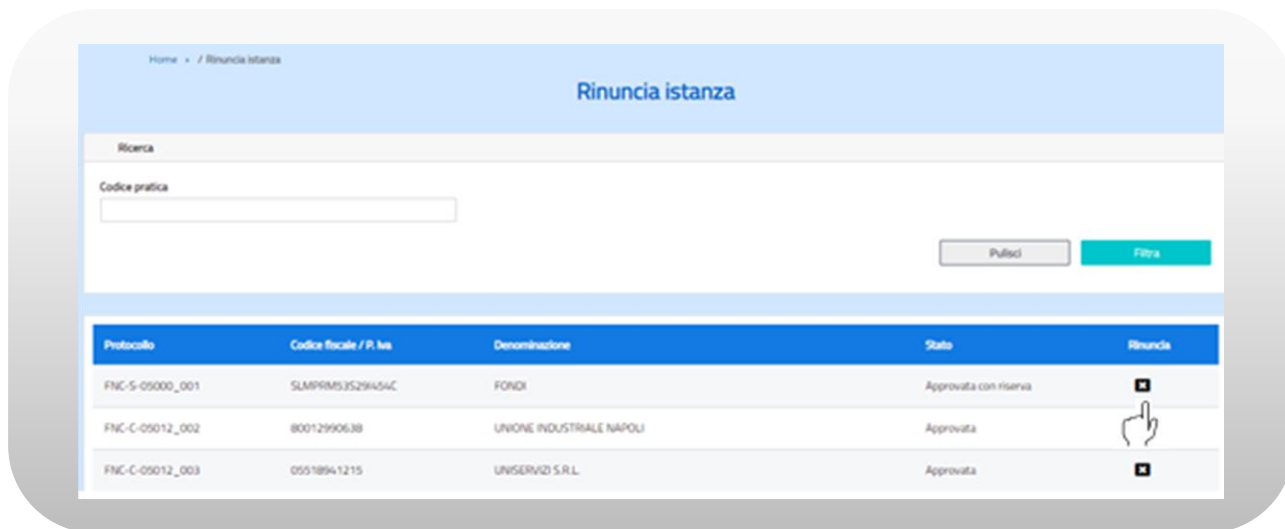 Home › / Rinuncia istanza
Rinuncia istanza
Ricerca
Codice pratica
Pulisci Filtra
Protocollo Codice fiscale / P. Iva Denominazione Stato Rinuncia
FNC-S-05000_001 FONDI Approvata con riserva
FNC-C-05012_002 80012990638 UNIONE INDUSTRIALE NAPOLI Approvata
FNC-C-05012_003 05518941215 UNISERVIZI S.R.L. Approvata